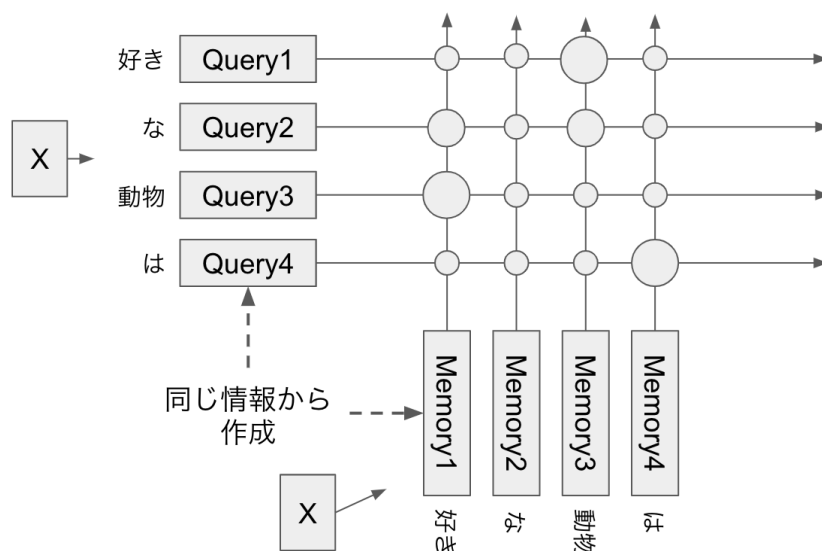 好き Query1
な Query2
X
動物 Query3
は Query4
同じ情報から
作成
Memory1
Memory2
Memory3
Memory4
X
好き
な
動物
は